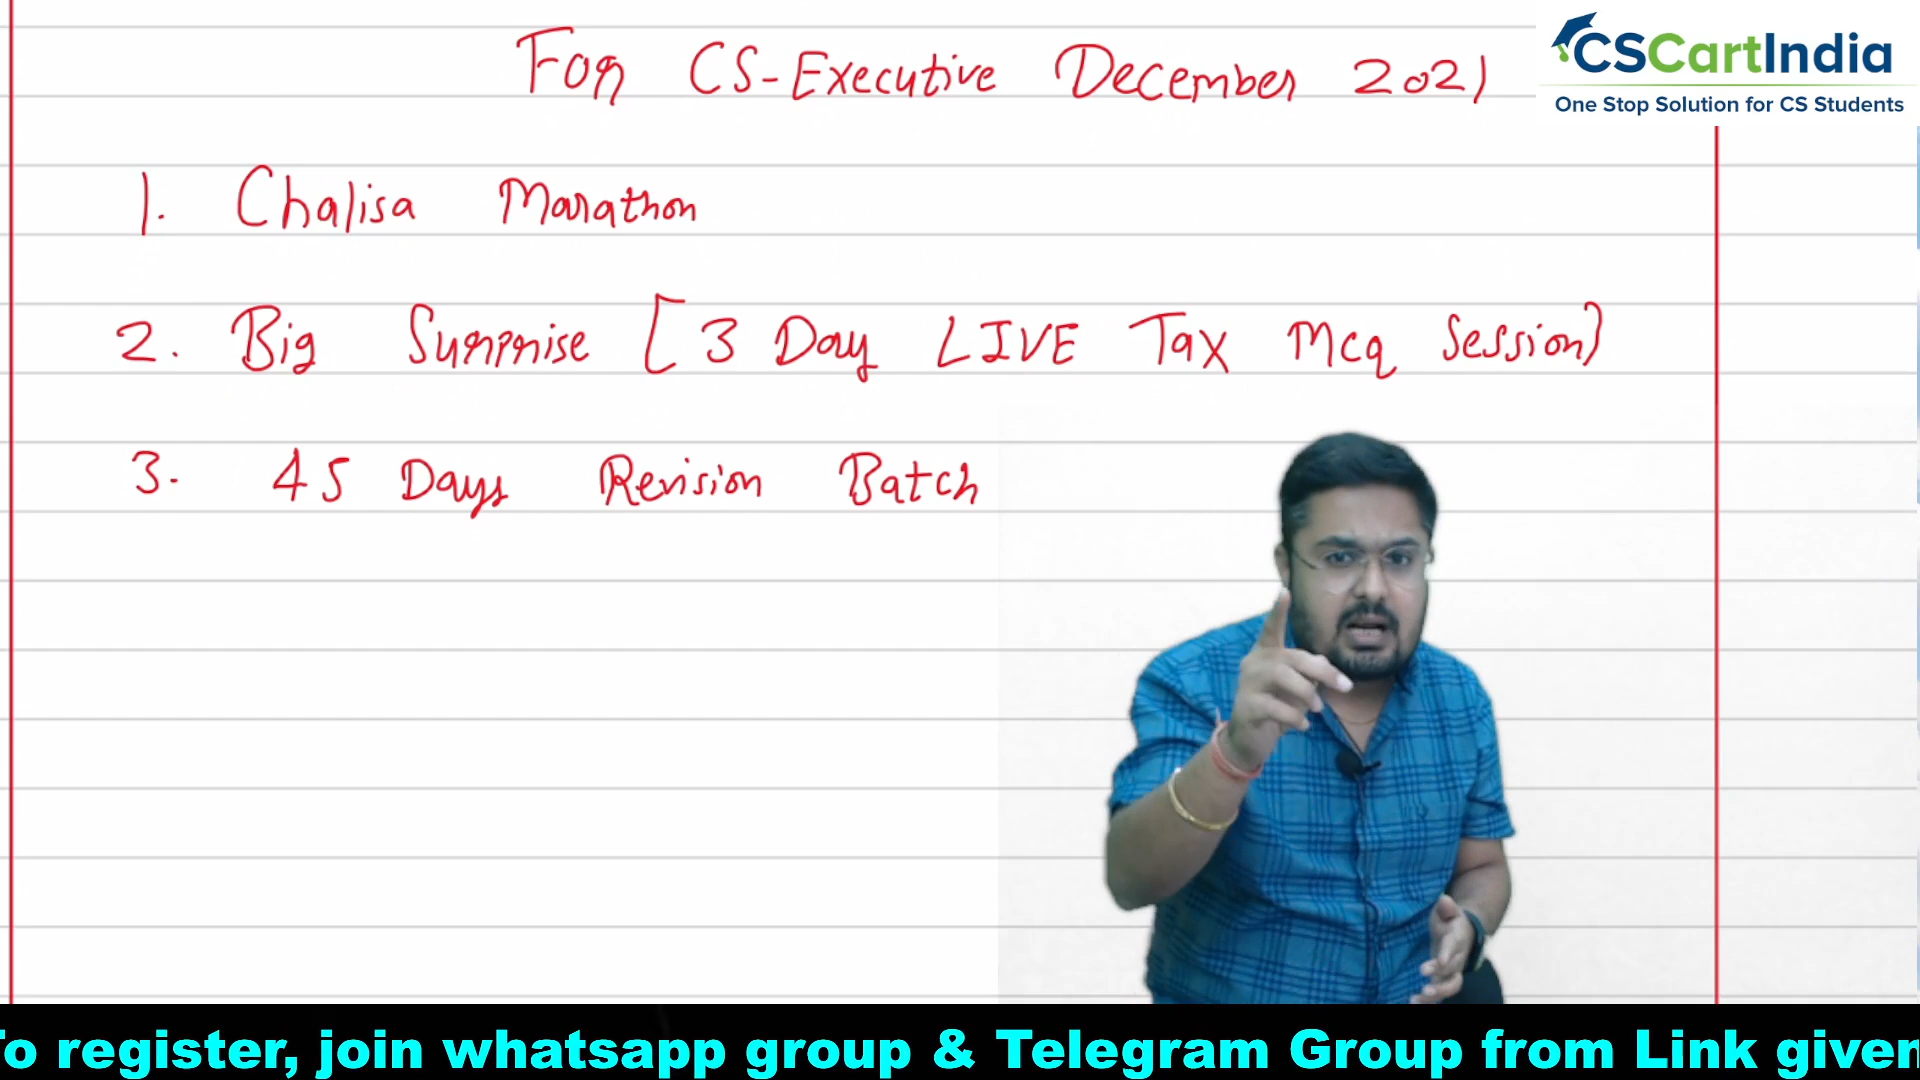 For CS-Executive December 2021
CSCartIndia
One Stop Solution for CS Students
1. Chalisa Marathon
2. Big Surprise [3 Day LIVE Tax Mcq Session]
3. 45 Days Revision Batch
To register, join whatsapp group & Telegram Group from Link given